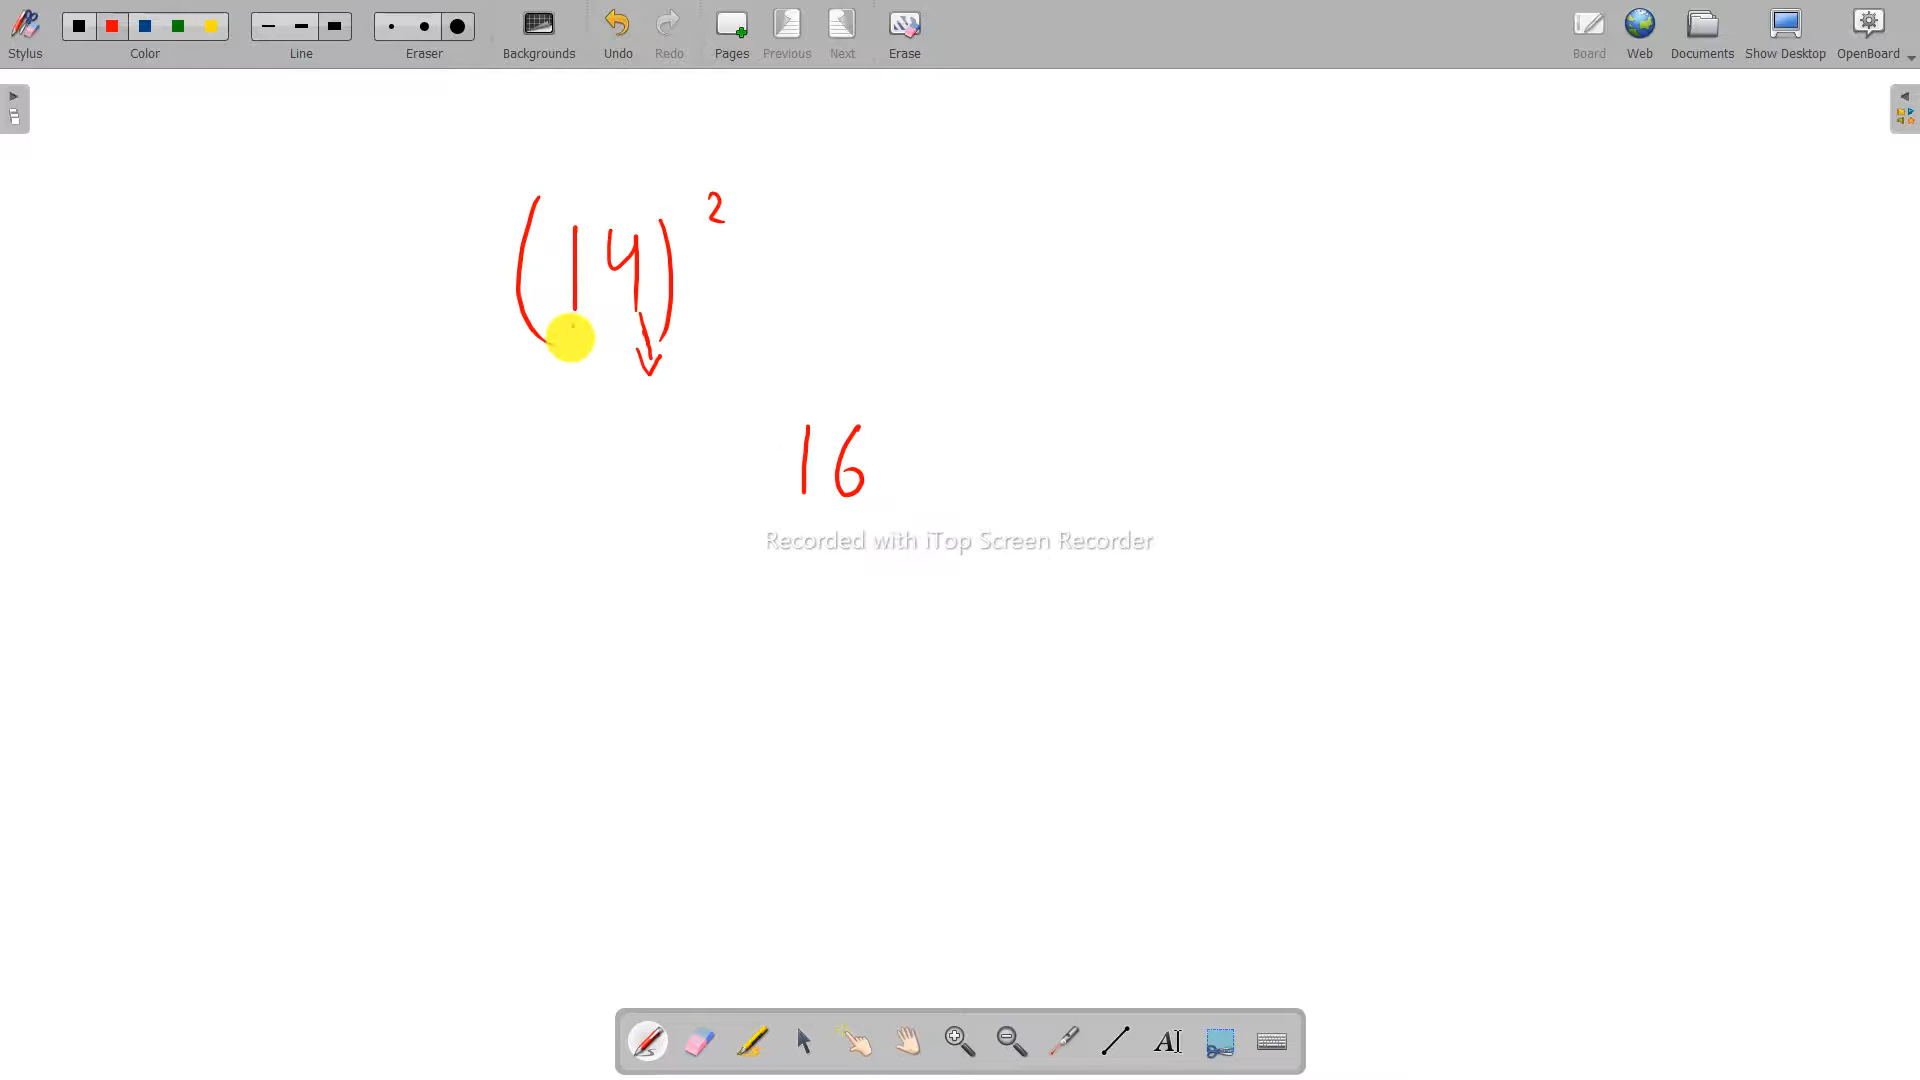 Stylus Color Line Eraser Backgrounds Undo Redo Pages Previous Next Erase Board Web Documents Show Desktop OpenBoard
(14)²
16
Recorded with iTop Screen Recorder